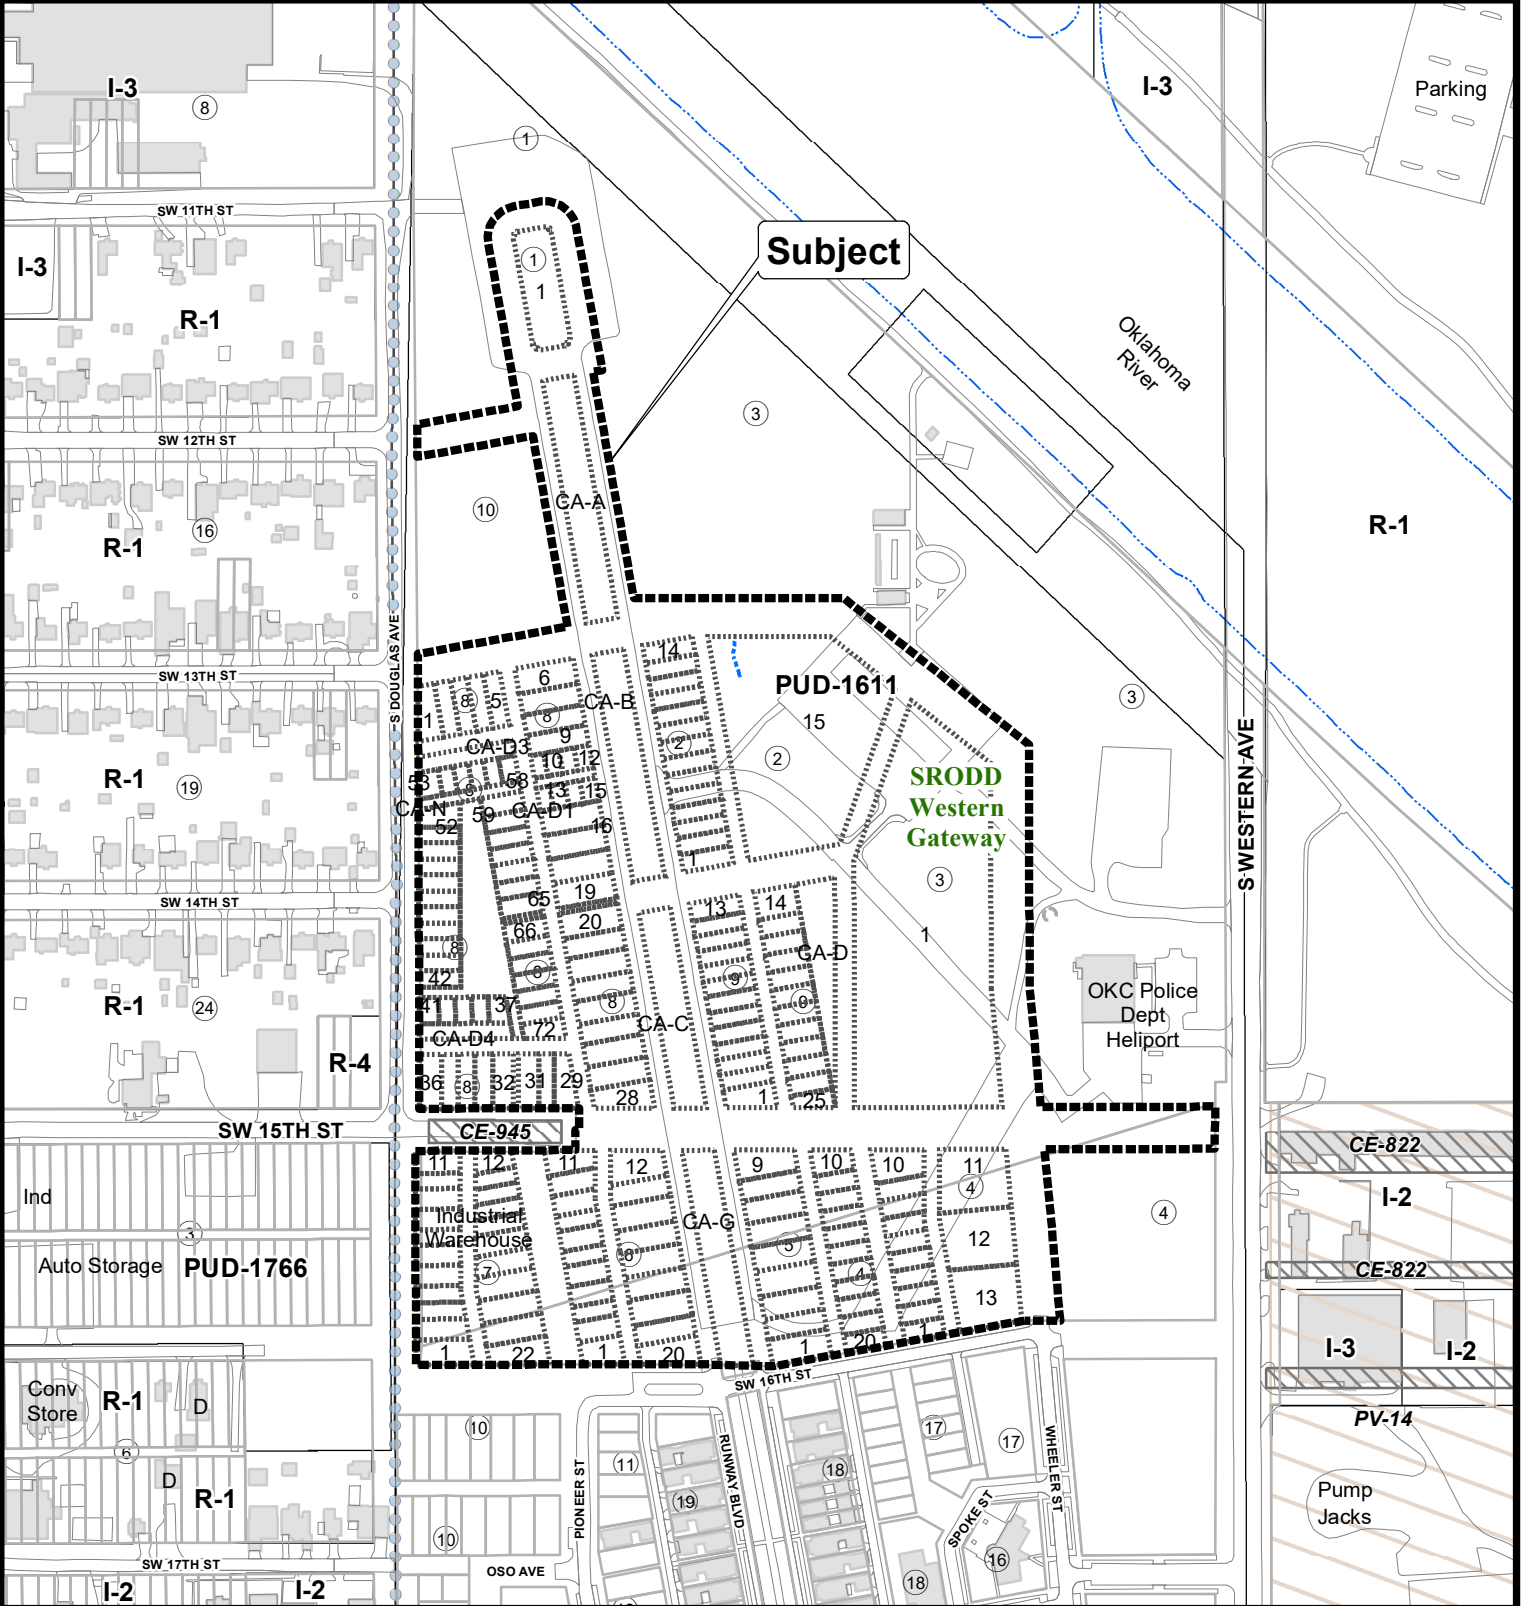 I-3
8
I-3
Parking
1
SW 11TH ST
Subject
I-3
1
1
R-1
Oklahoma
River
3
SW 12TH ST
10
CA-A
16
R-1
R-1
S DOUGLAS AVE
SW 13TH ST
14
6
PUD-1611
8
5
CA-B
3
1
8
15
9
2
CA-D3
2
10
12
R-1
53
58
SRODD
19
8
13
15
Western
CA-N
59
CA-D1
Gateway
52
16
S WESTERN AVE
1
3
SW 14TH ST
65
19
13
14
66
20
1
8
CA-D
42
8
9
OKC Police
R-1
24
41
37
8
9
Dept
72
CA-C
Heliport
CA-D4
R-4
36
8
32
31
29
28
1
25
SW 15TH ST
CE-945
CE-822
11
12
11
12
9
10
10
11
4
Ind
I-2
Industrial
CA-G
4
3
Warehouse
12
5
6
Auto Storage
PUD-1766
7
4
CE-822
13
1
22
1
20
1
20
1
I-3
I-2
SW 16TH ST
Conv
Store
R-1
D
10
17
17
PV-14
6
11
18
D
R-1
19
PIONEER ST
RUNWAY BLVD
WHEELER ST
Pump
Jacks
10
SPOKE ST
16
SW 17TH ST
OSO AVE
18
I-2
I-2